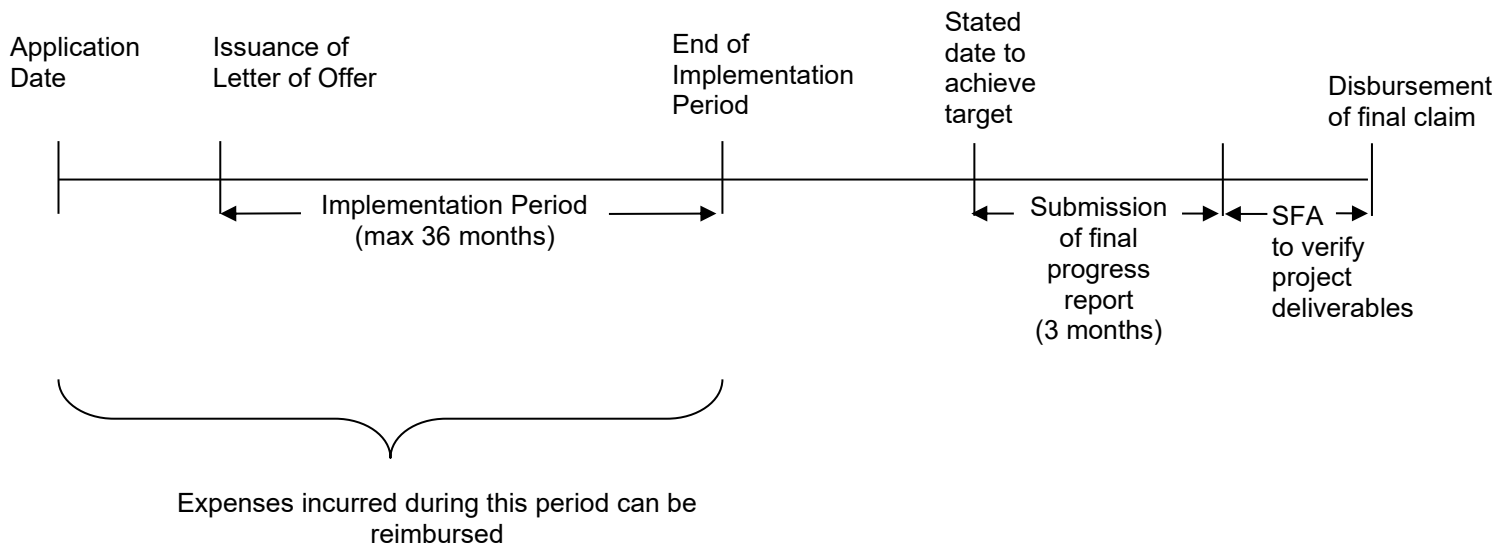 Application
Date
Issuance of
Letter of Offer
End of
Implementation
Period
Stated
date to
achieve
target
Disbursement
of final claim
Implementation Period
(max 36 months)
Submission
of final
progress
report
(3 months)
SFA
to verify
project
deliverables
Expenses incurred during this period can be
reimbursed